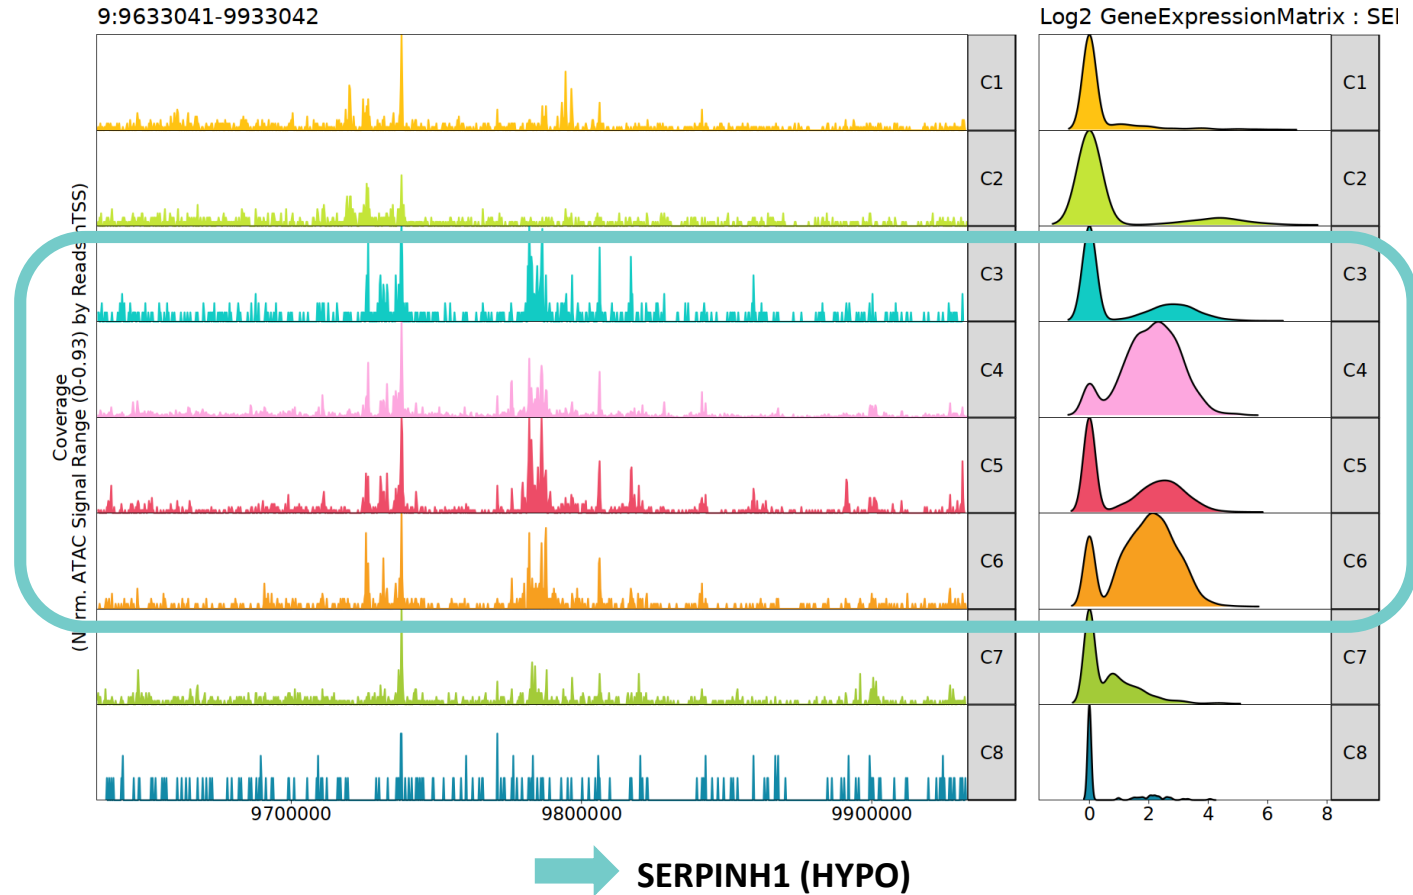 9:9633041-9933042
Log2 GeneExpressionMatrix : SEI
Coverage
(Norm. ATAC Signal Range (0-0.93) by ReadsInTSS)
C1
C1
C2
C2
C3
C3
C4
C4
C5
C5
C6
C6
C7
C7
C8
C8
9700000 9800000 9900000
0 2 4 6 8
SERPINH1 (HYPO)